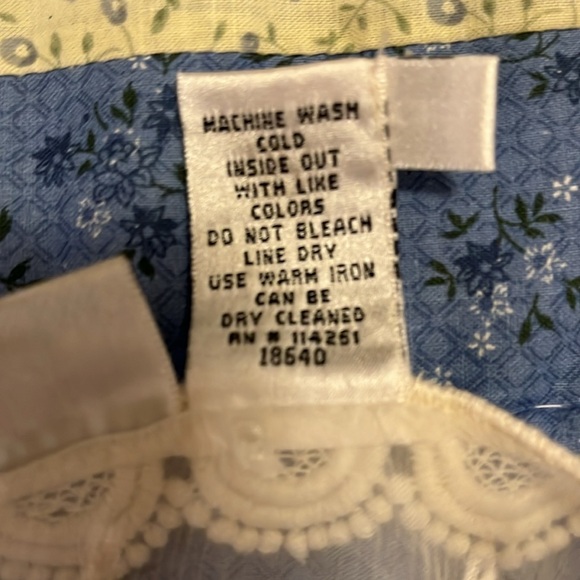 MACHINE WASH
COLD
INSIDE OUT
WITH LIKE
COLORS
DO NOT BLEACH
LINE DRY
USE WARM IRON
CAN BE
DRY CLEANED
RN # 114261
18640